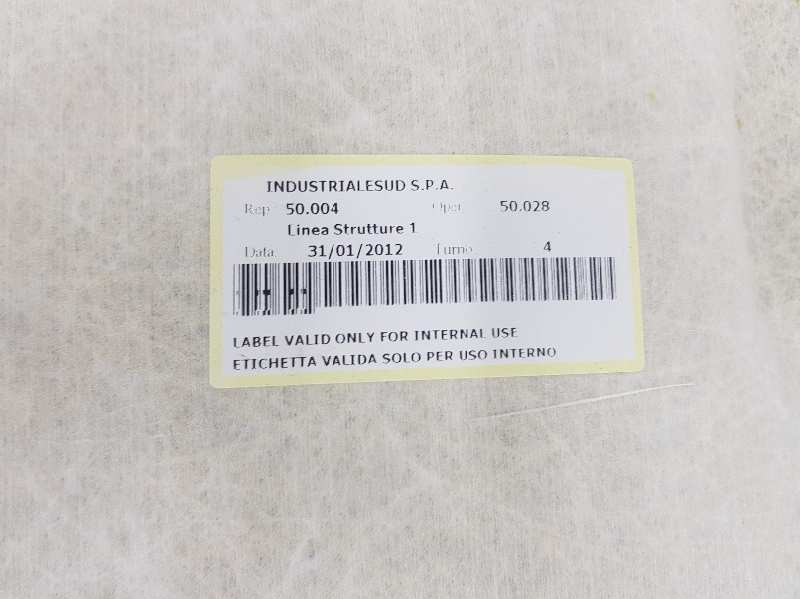 INDUSTRIALESUD S.P.A.
Rep. 50.004 Oper. 50.028
Linea Strutture 1
Data 31/01/2012 Turno 4
LABEL VALID ONLY FOR INTERNAL USE
ETICHETTA VALIDA SOLO PER USO INTERNO